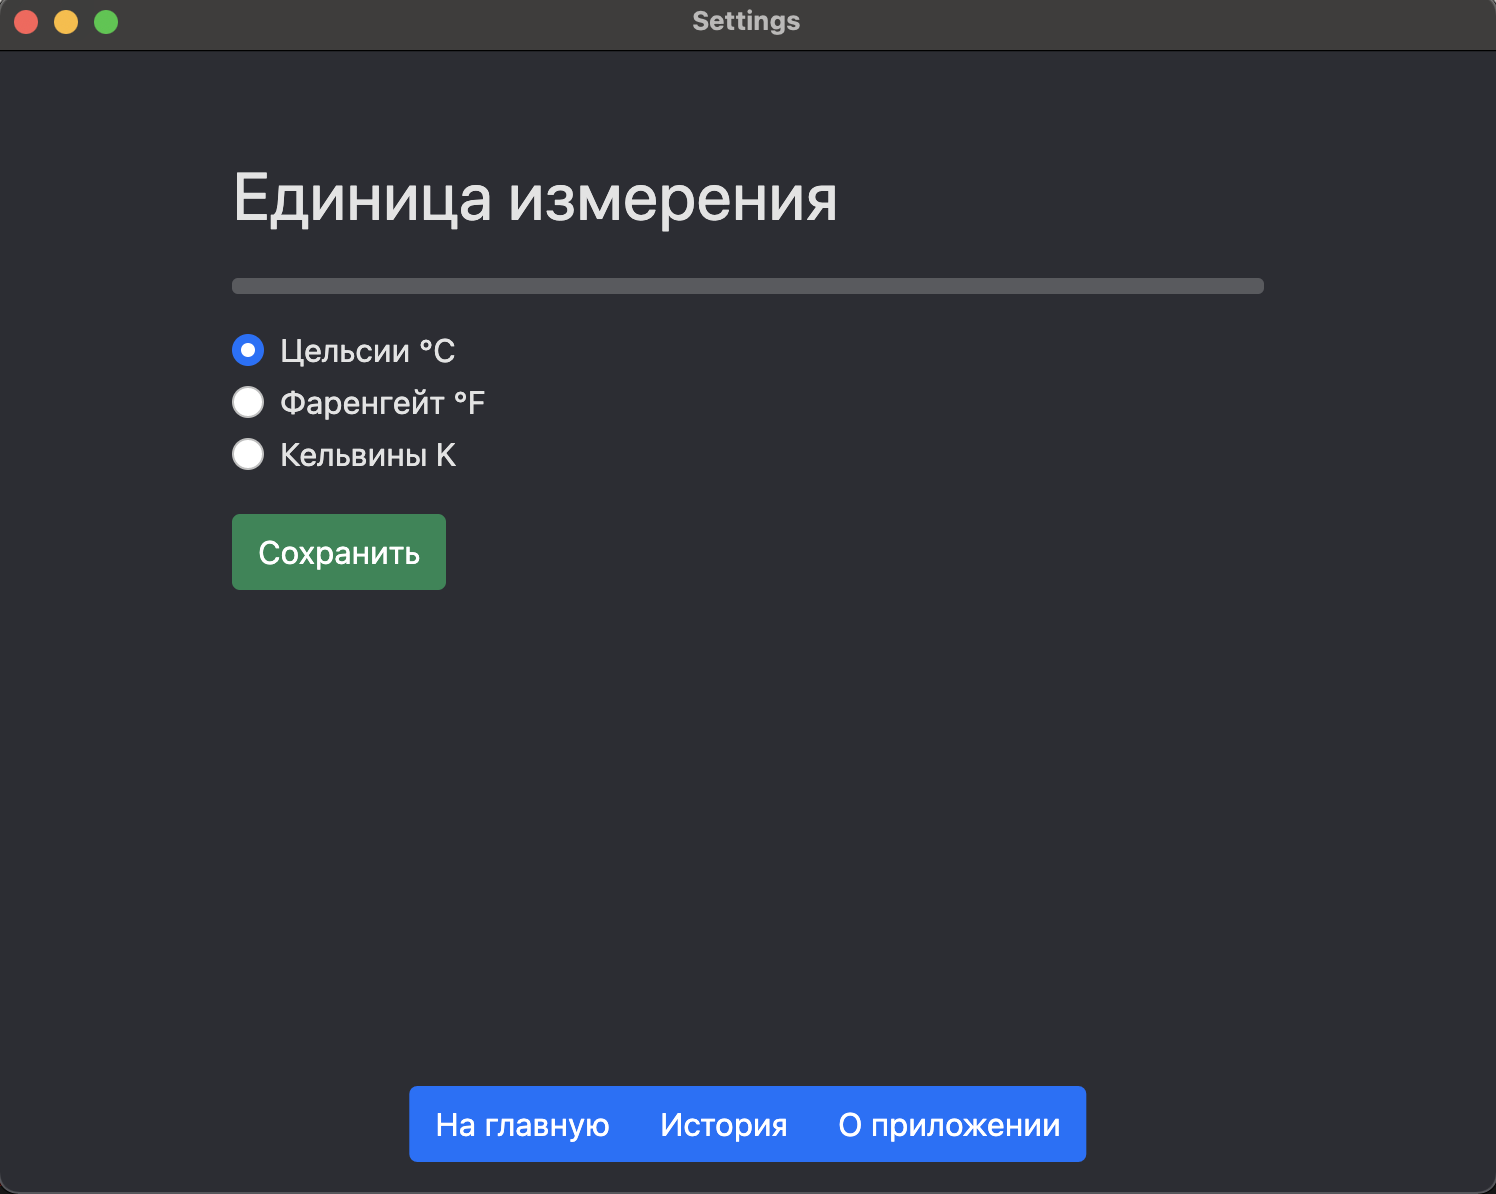 Settings
Единица измерения
Цельсии °C
Фаренгейт °F
Кельвины K
Сохранить
На главную История О приложении